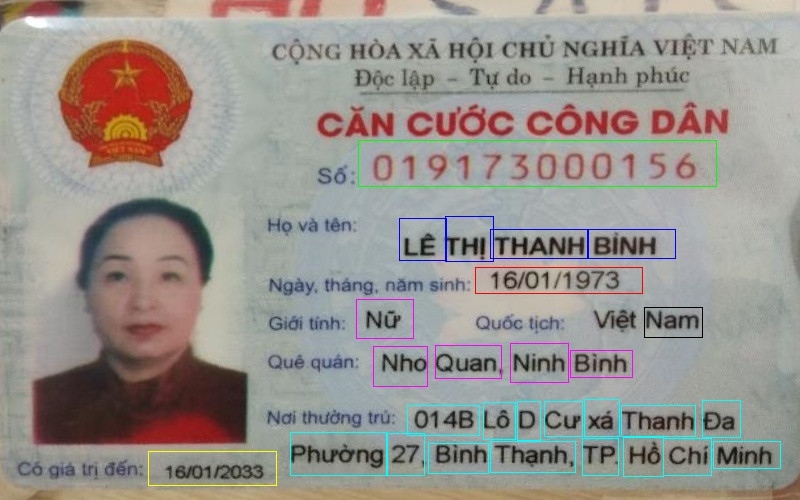 CỘNG HÒA XÃ HỘI CHỦ NGHĨA VIỆT NAM
Độc lập - Tự do - Hạnh phúc
CĂN CƯỚC CÔNG DÂN
Số: 019173000156
Họ và tên: LÊ THỊ THANH BÌNH
Ngày, tháng, năm sinh: 16/01/1973
Giới tính: Nữ Quốc tịch: Việt Nam
Quê quán: Nho Quan, Ninh Bình
Nơi thường trú: 014B Lô D Cư xá Thanh Đa
Phường 27, Bình Thạnh, TP. Hồ Chí Minh
Có giá trị đến: 16/01/2033